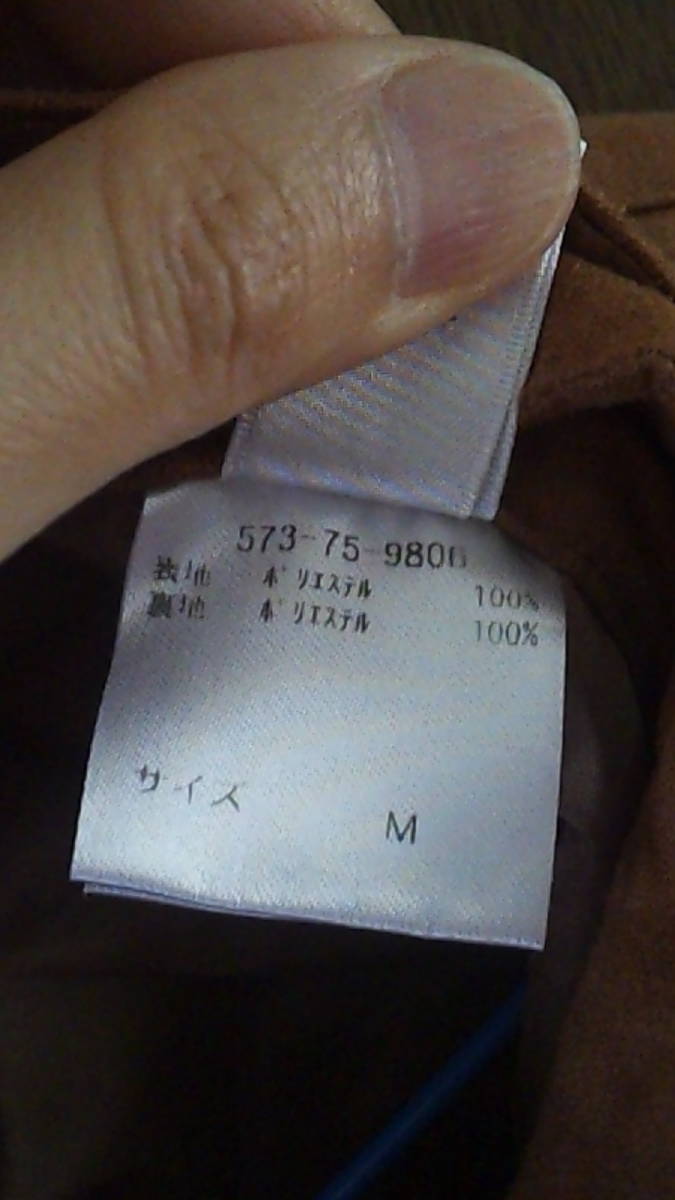 573-75-9806
表地 ﾎﾟﾘｴｽﾃﾙ 100%
裏地 ﾎﾟﾘｴｽﾃﾙ 100%
サイズ M